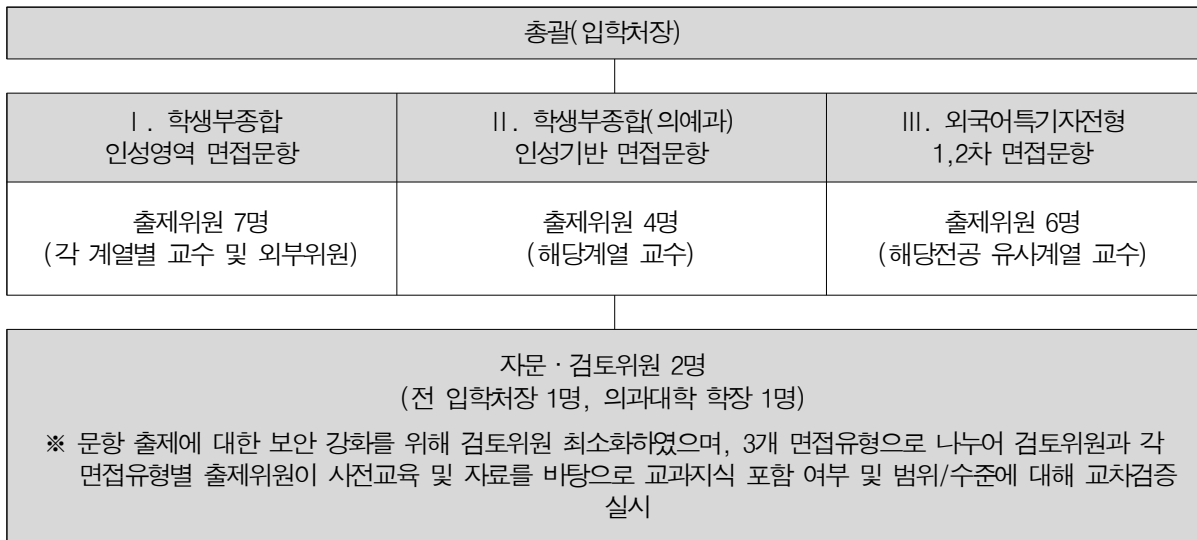 총괄(입학처장)
Ⅰ. 학생부종합
인성영역 면접문항
Ⅱ. 학생부종합(의예과)
인성기반 면접문항
Ⅲ. 외국어특기자전형
1,2차 면접문항
출제위원 7명
(각 계열별 교수 및 외부위원)
출제위원 4명
(해당계열 교수)
출제위원 6명
(해당전공 유사계열 교수)
자문·검토위원 2명
(전 입학처장 1명, 의과대학 학장 1명)
※ 문항 출제에 대한 보안 강화를 위해 검토위원 최소화하였으며, 3개 면접유형으로 나누어 검토위원과 각
면접유형별 출제위원이 사전교육 및 자료를 바탕으로 교과지식 포함 여부 및 범위/수준에 대해 교차검증
실시